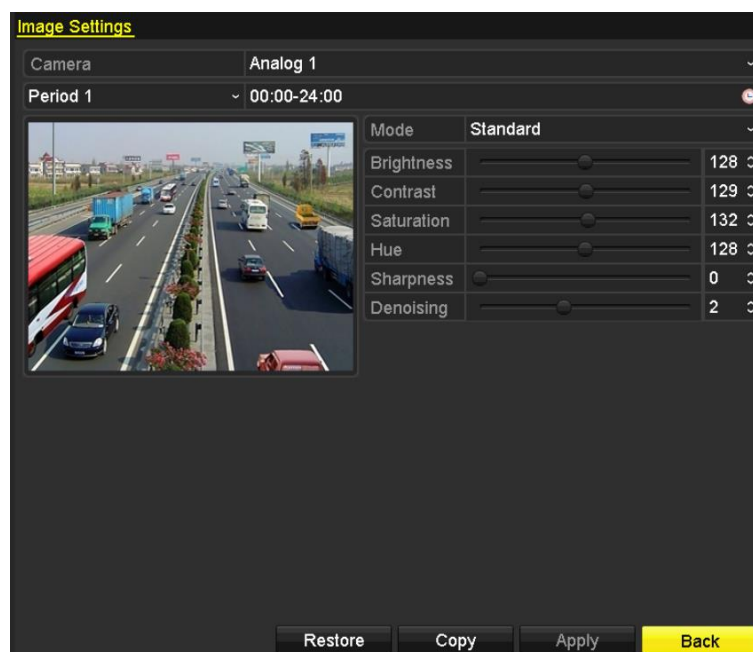 Image Settings
Camera Analog 1
Period 1 00:00-24:00
Mode Standard
Brightness 128
Contrast 129
Saturation 132
Hue 128
Sharpness 0
Denoising 2
Restore Copy Apply Back